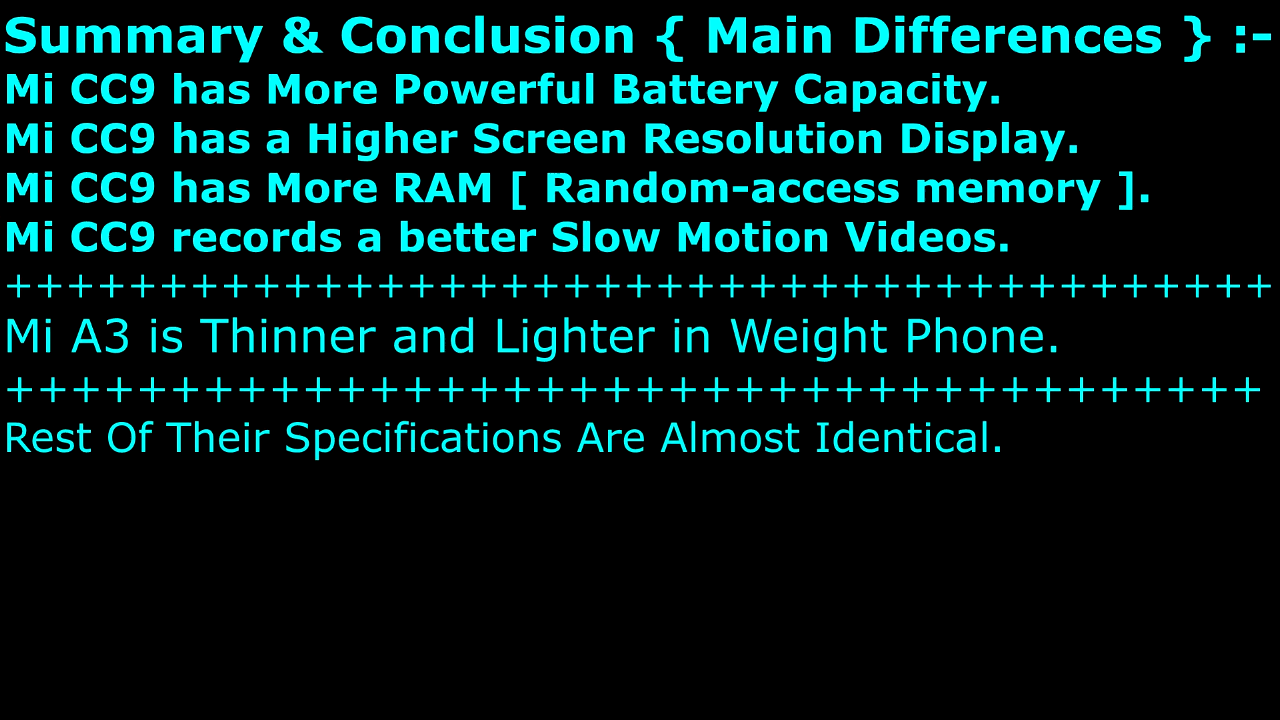 Summary & Conclusion { Main Differences } :-
Mi CC9 has More Powerful Battery Capacity.
Mi CC9 has a Higher Screen Resolution Display.
Mi CC9 has More RAM [ Random-access memory ].
Mi CC9 records a better Slow Motion Videos.
+++++++++++++++++++++++++++++++++++++++++
Mi A3 is Thinner and Lighter in Weight Phone.
++++++++++++++++++++++++++++++++++++++
Rest Of Their Specifications Are Almost Identical.